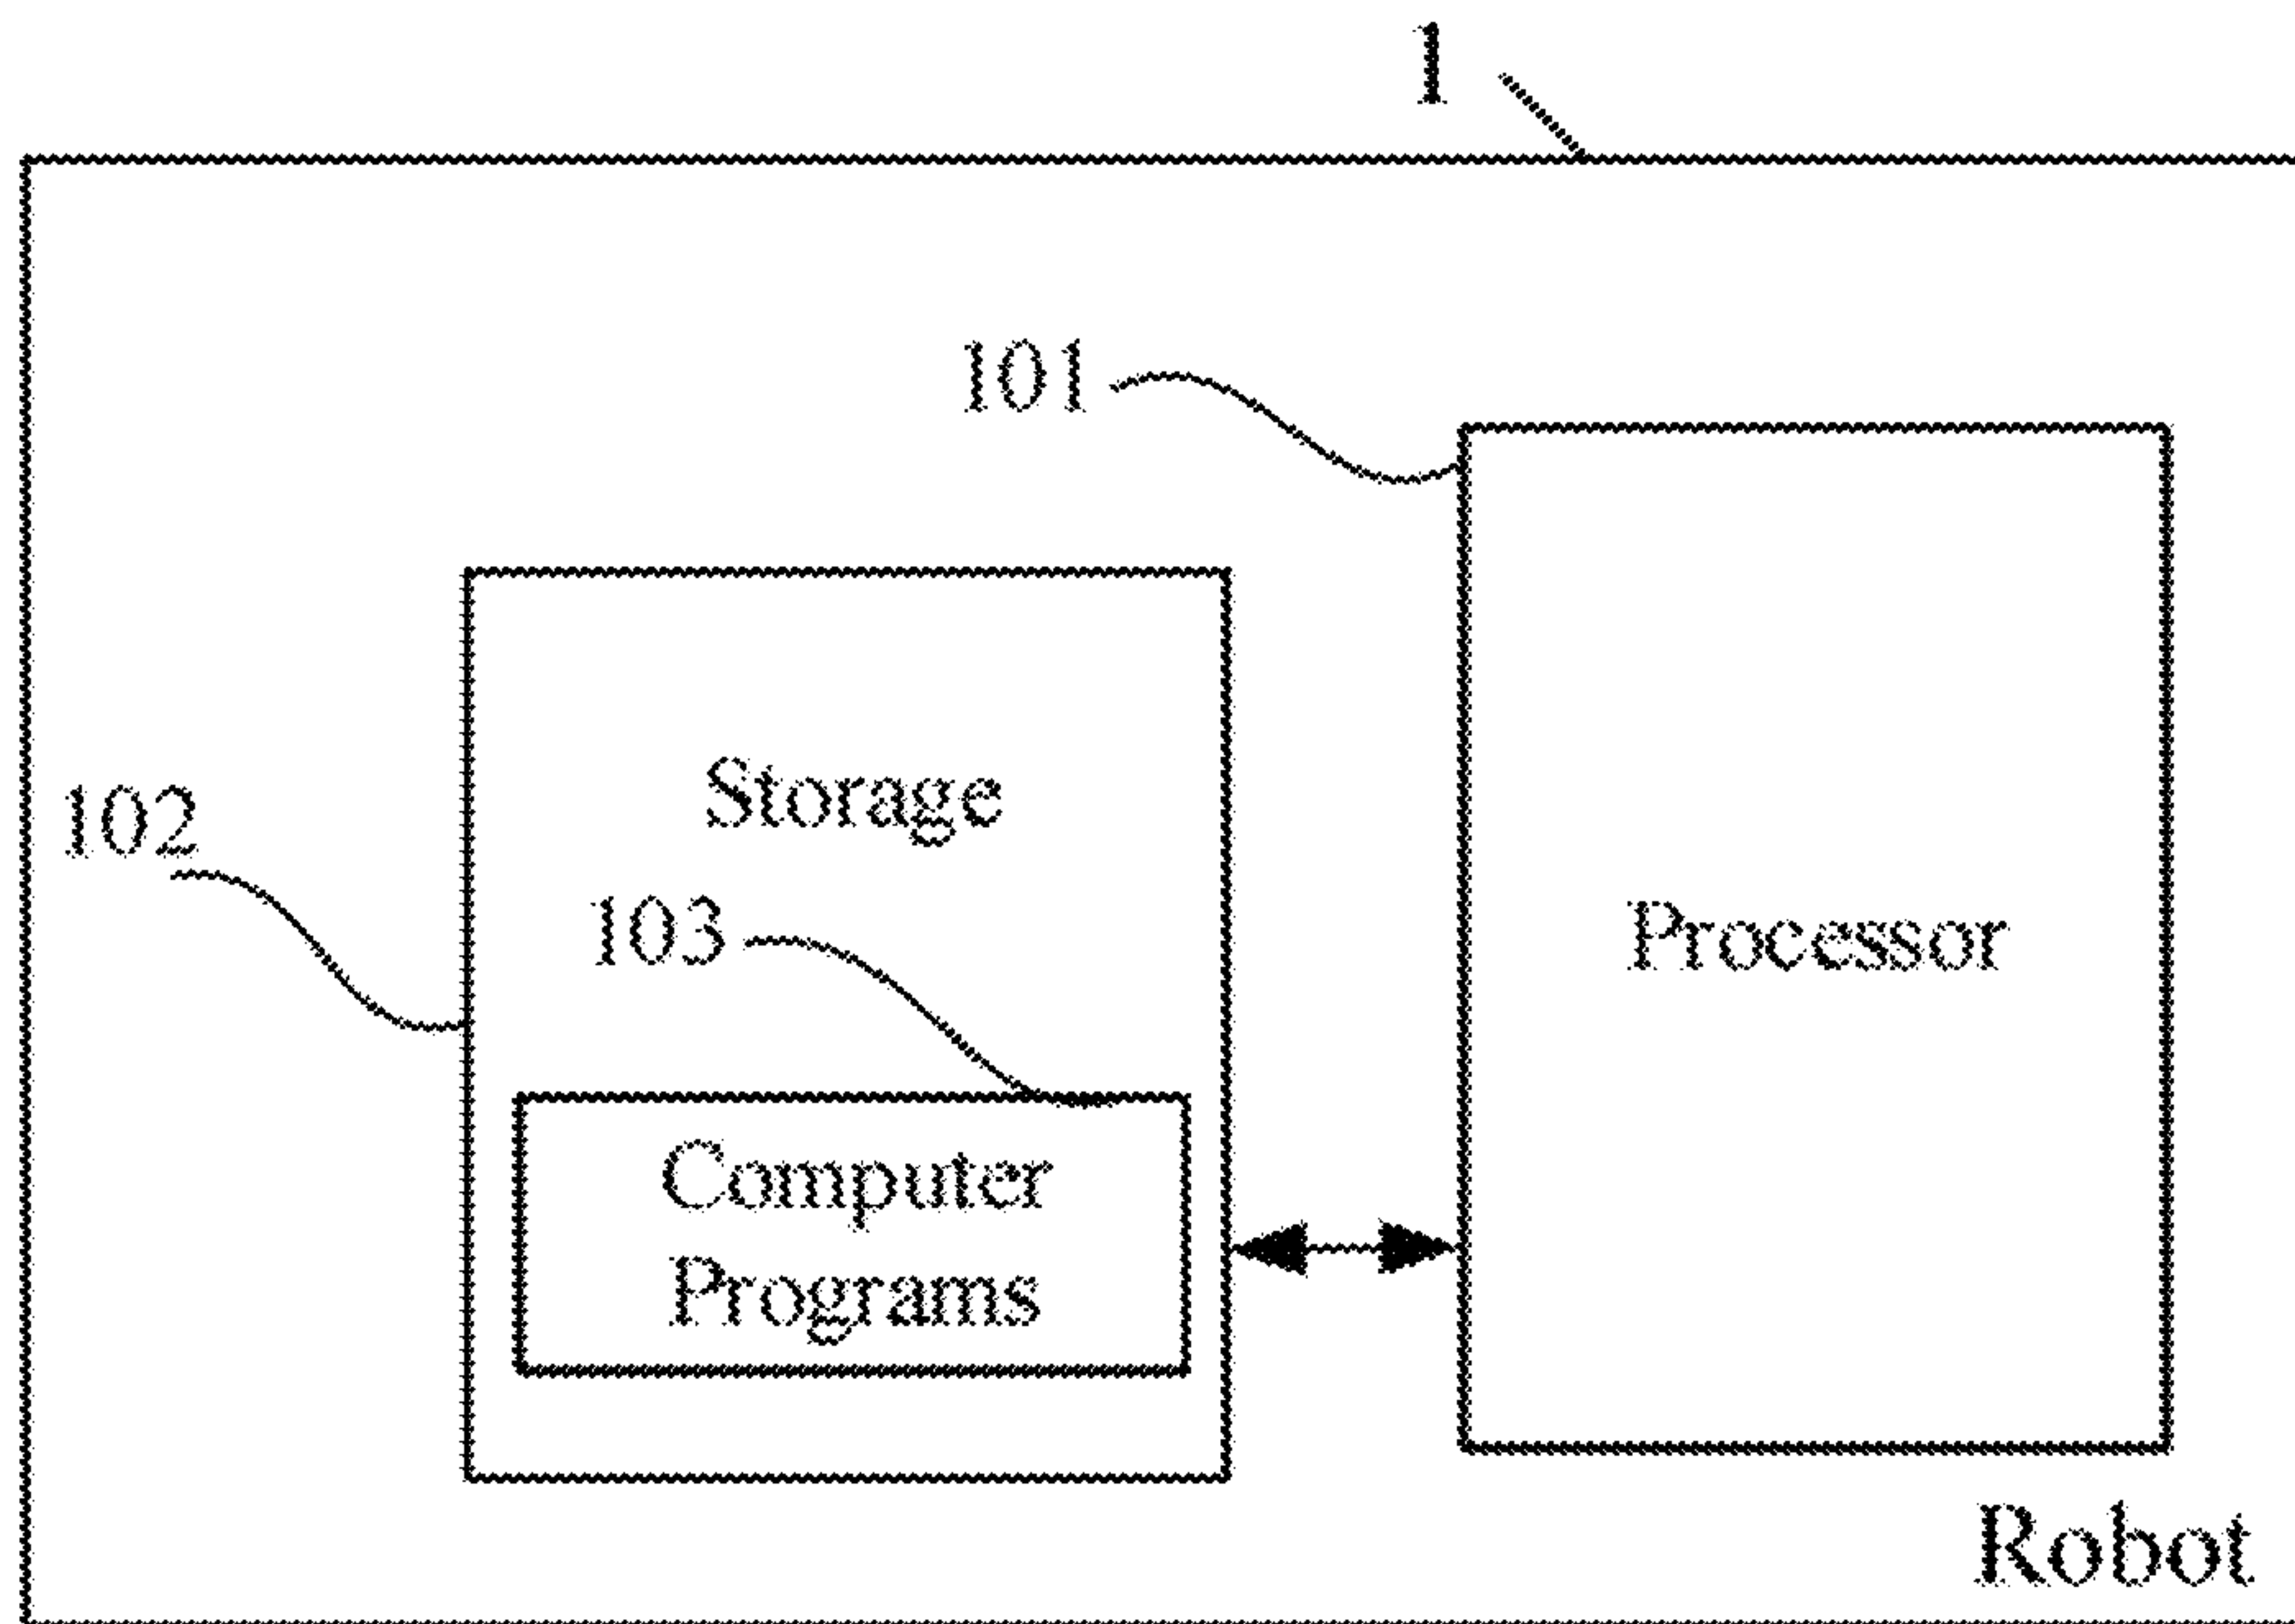 1
101
Storage
102
103
Processor
Computer
Programs
Robot